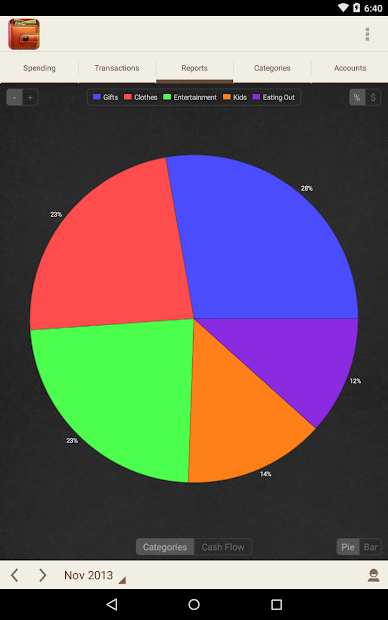 6:40
Spending Transactions Reports Categories Accounts
- + Gifts Clothes Entertainment Kids Eating Out % $
28%
23%
12%
23%
14%
Categories Cash Flow Pie Bar
Nov 2013